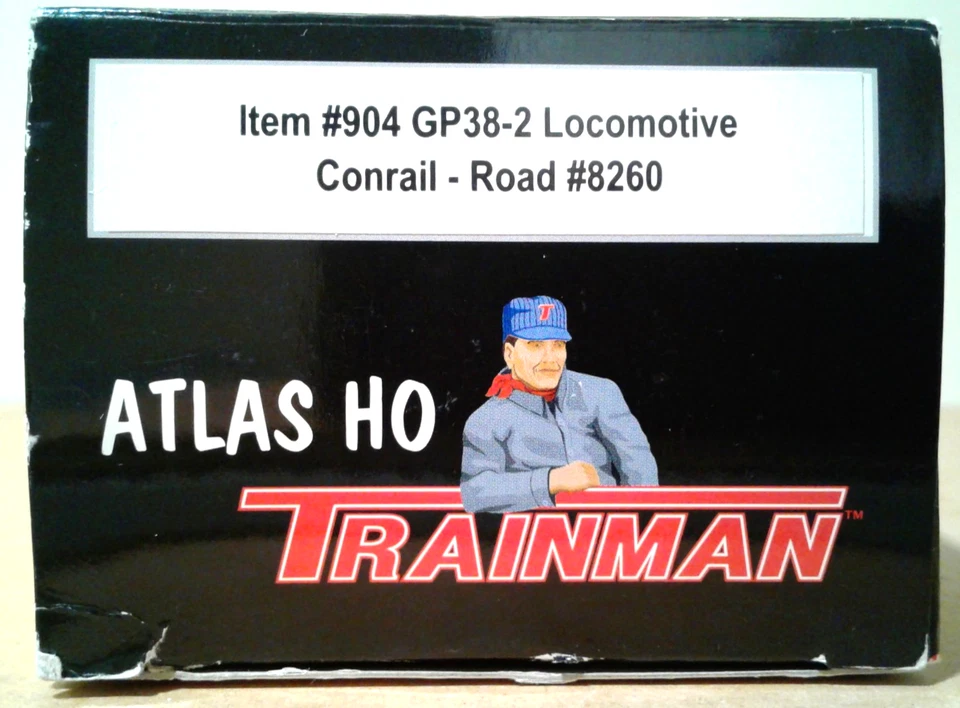 Item #904 GP38-2 Locomotive
Conrail - Road #8260
T
ATLAS HO
TRAINMAN™